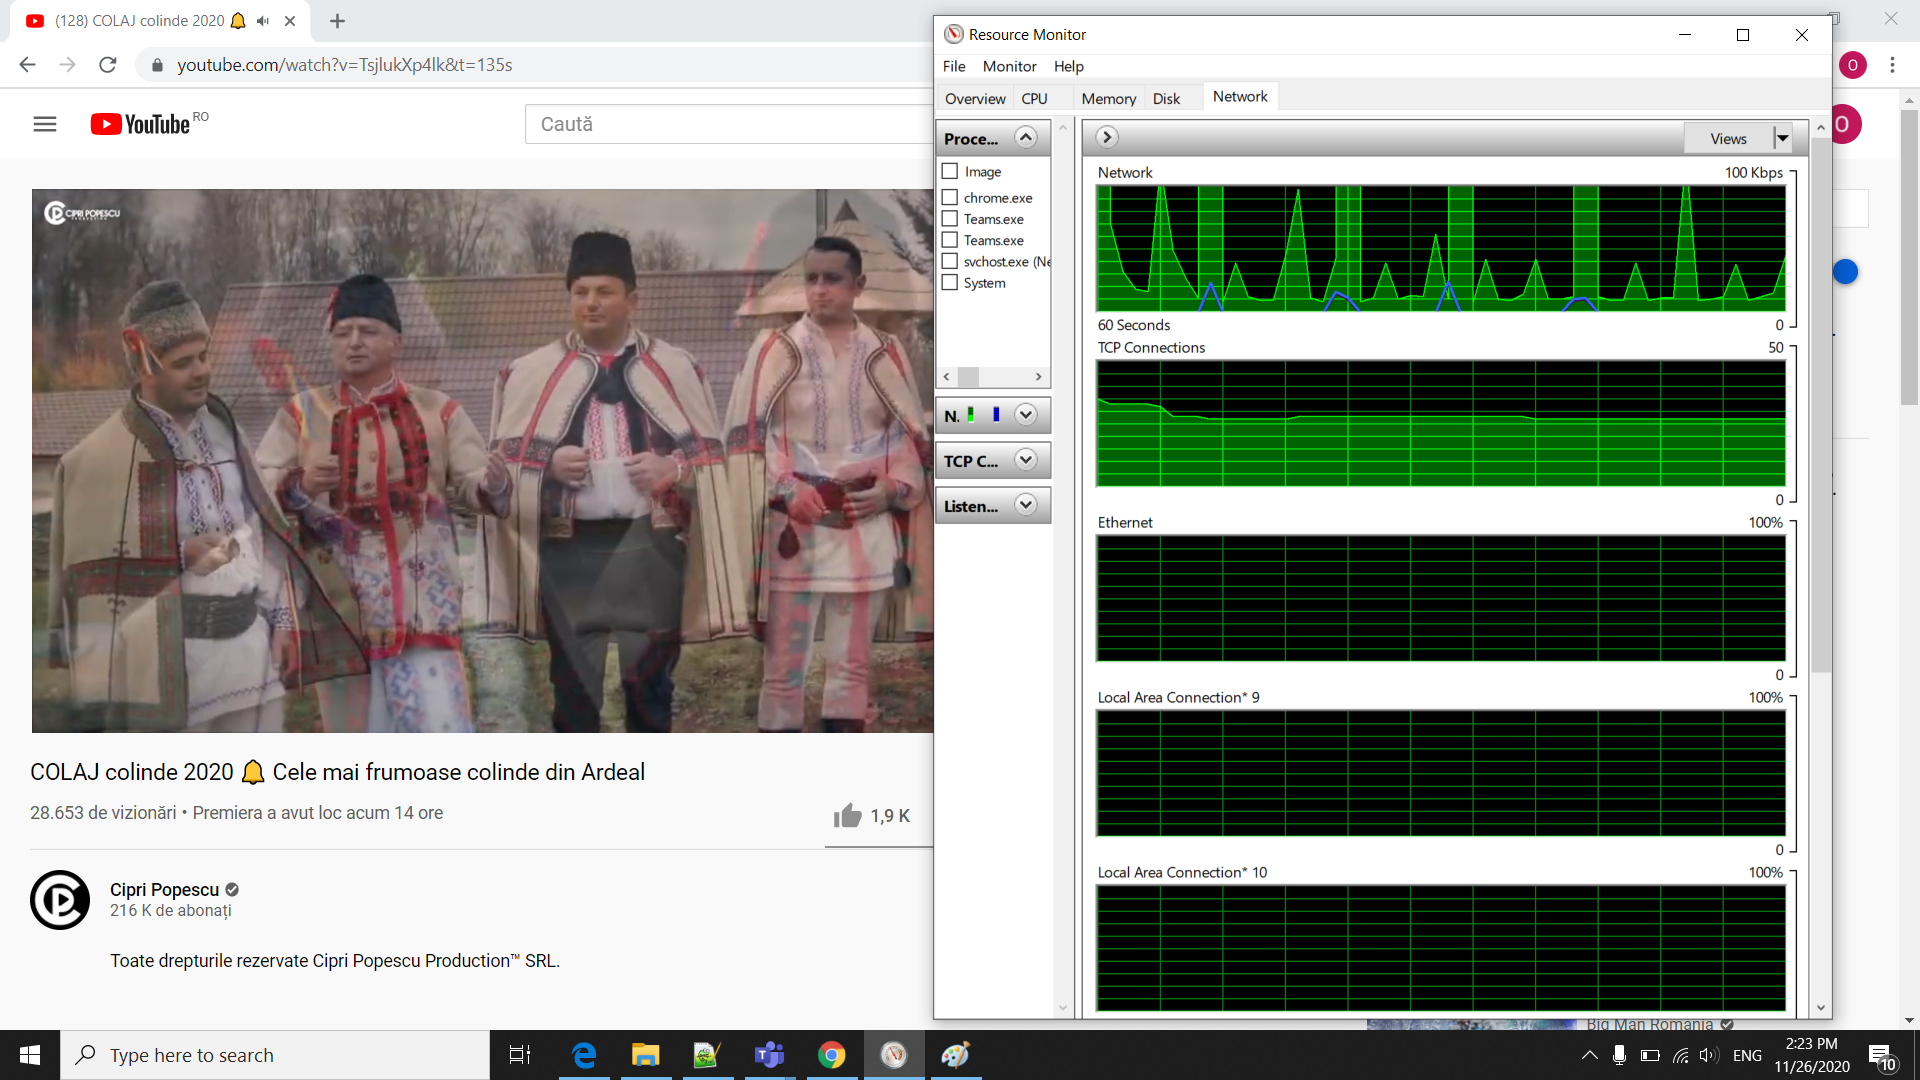 (128) COLAJ colinde 2020 🔔
youtube.com/watch?v=TsjlukXp4lk&t=135s
O
YouTube RO
Caută
O
CIPRI POPESCU
PRODUCTION
COLAJ colinde 2020 🔔 Cele mai frumoase colinde din Ardeal
28.653 de vizionări • Premiera a avut loc acum 14 ore
1,9 K
Cipri Popescu
216 K de abonați
Toate drepturile rezervate Cipri Popescu Production™ SRL.
Resource Monitor
File Monitor Help
Overview CPU Memory Disk Network
Proce...
Image
chrome.exe
Teams.exe
Teams.exe
svchost.exe (Ne
System
N.
TCP C...
Listen...
Views
Network 100 Kbps
60 Seconds 0
TCP Connections 50
0
Ethernet 100%
0
Local Area Connection* 9 100%
0
Local Area Connection* 10 100%
Big Man Romania
Type here to search
ENG
2:23 PM
11/26/2020
10